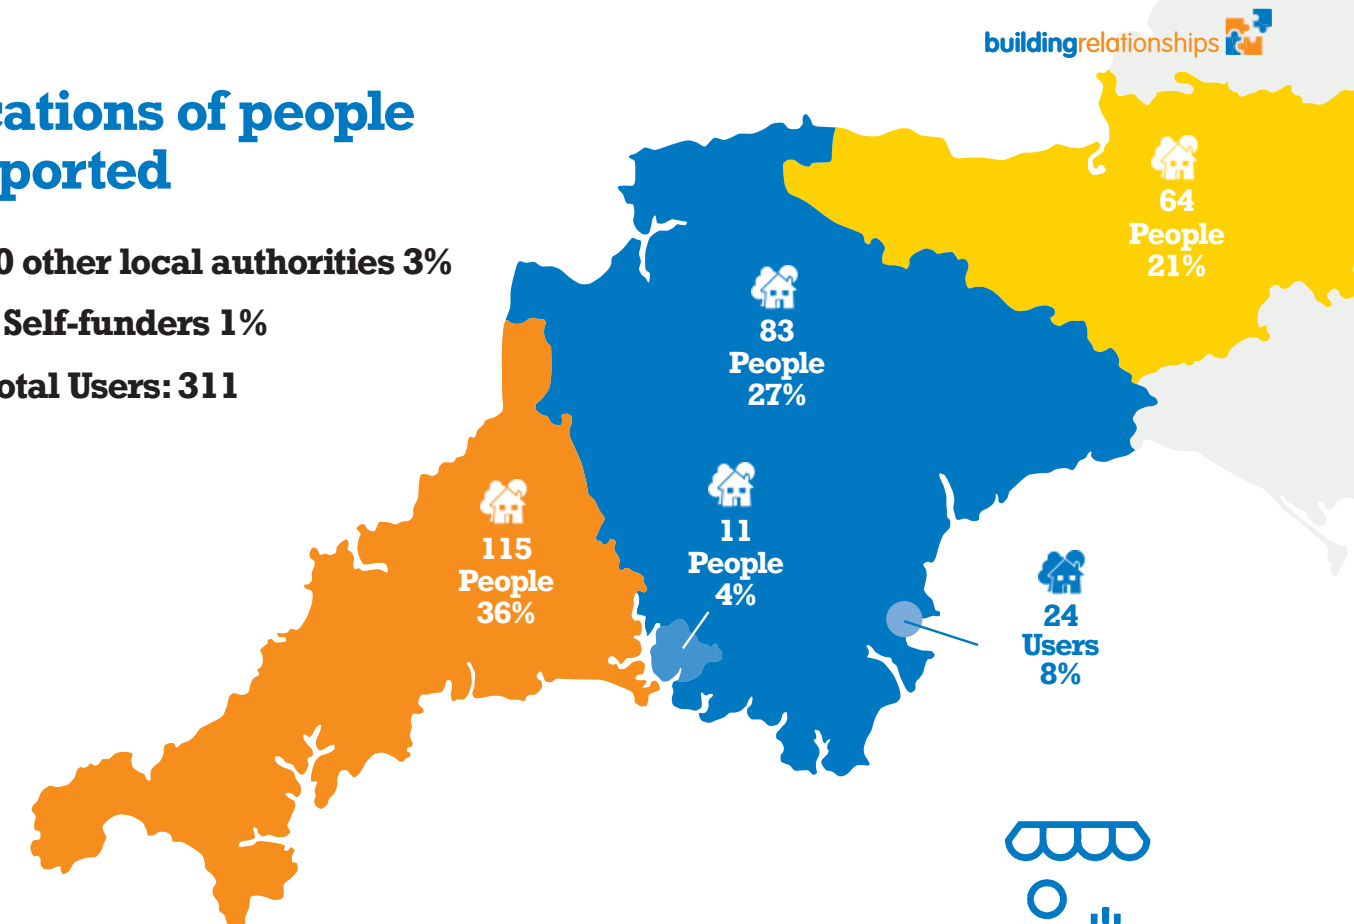 buildingrelationships
cations of people
ported
0 other local authorities 3%
Self-funders 1%
otal Users: 311
64
People
21%
83
People
27%
11
People
4%
115
People
36%
24
Users
8%